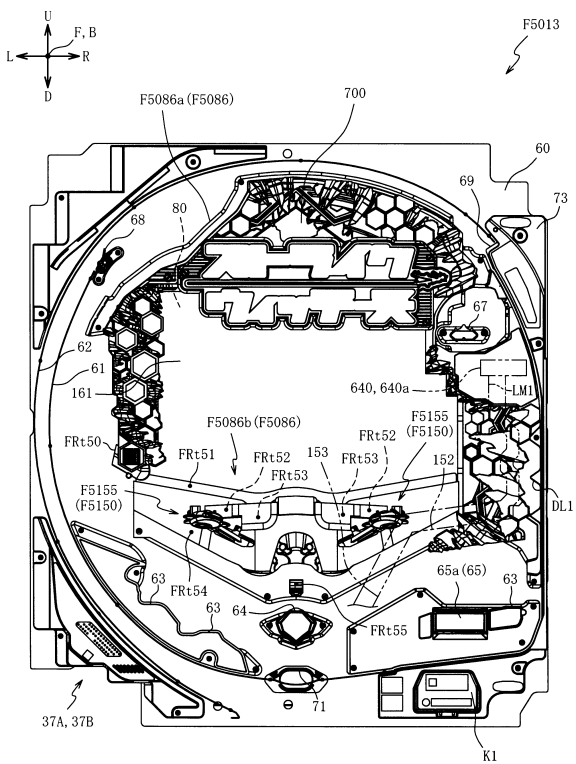 U
F, B
L
R
D
F5013
F5086a (F5086)
700
60
69
73
68
80
67
62
61
161
640, 640a
LM1
F5086b (F5086)
F5155
(F5150)
FRt50
FRt51
FRt52
FRt53
153
FRt53
FRt52
152
F5155
(F5150)
DL1
FRt54
65a (65)
63
63
63
64
FRt55
71
37A, 37B
K1